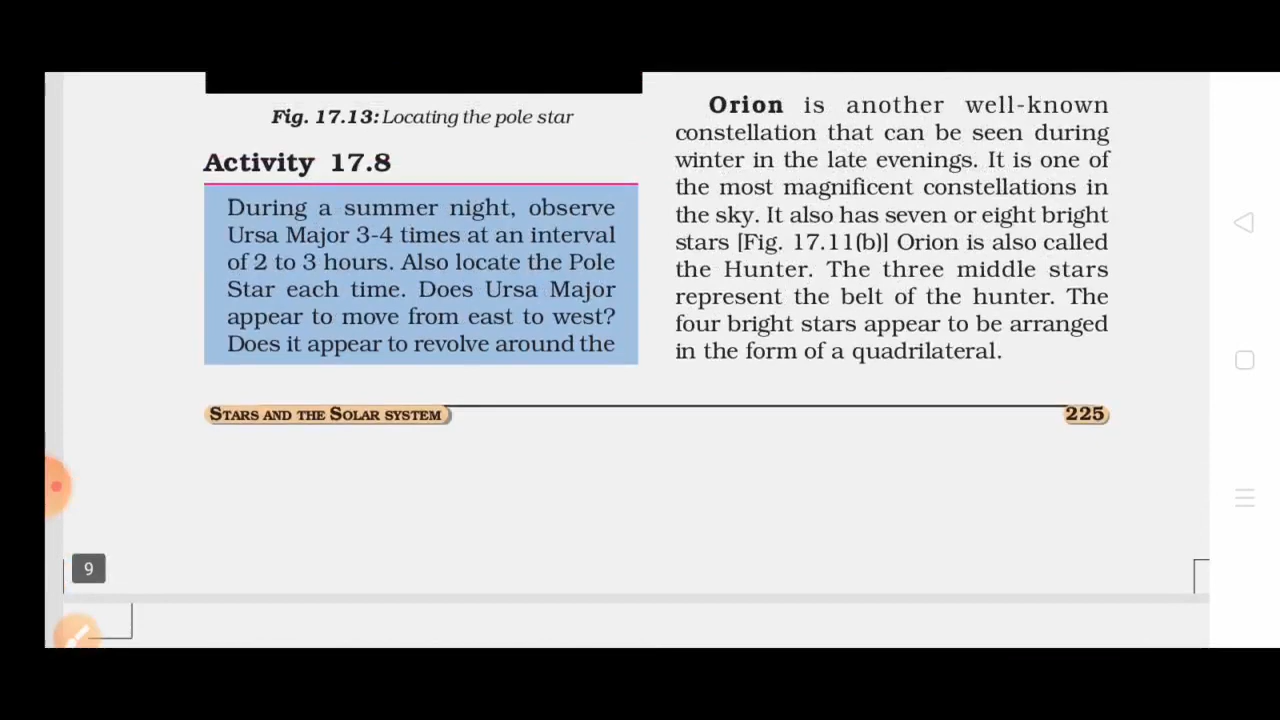 Fig. 17.13: Locating the pole star
Activity 17.8
During a summer night, observe
Ursa Major 3-4 times at an interval
of 2 to 3 hours. Also locate the Pole
Star each time. Does Ursa Major
appear to move from east to west?
Does it appear to revolve around the
Orion is another well-known
constellation that can be seen during
winter in the late evenings. It is one of
the most magnificent constellations in
the sky. It also has seven or eight bright
stars [Fig. 17.11(b)] Orion is also called
the Hunter. The three middle stars
represent the belt of the hunter. The
four bright stars appear to be arranged
in the form of a quadrilateral.
STARS AND THE SOLAR SYSTEM
225
9